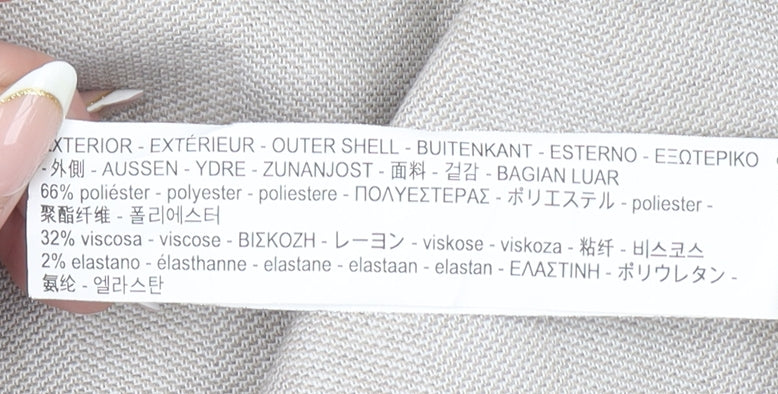 EXTERIOR - EXTÉRIEUR - OUTER SHELL - BUITENKANT - ESTERNO - ΕΞΩΤΕΡΙΚΟ
- 外側 - AUSSEN - YDRE - ZUNANJOST - 面料 - 겉감 - BAGIAN LUAR
66% poliéster - polyester - poliestere - ΠΟΛΥΕΣΤΕΡΑΣ - ポリエステル - poliester -
聚酯纤维 - 폴리에스터
32% viscosa - viscose - ΒΙΣΚΟΖΗ - レーヨン - viskose - viskoza - 粘纤 - 비스코스
2% elastano - élasthanne - elastane - elastaan - elastan - ΕΛΑΣΤΙΝΗ - ポリウレタン -
氨纶 - 엘라스탄